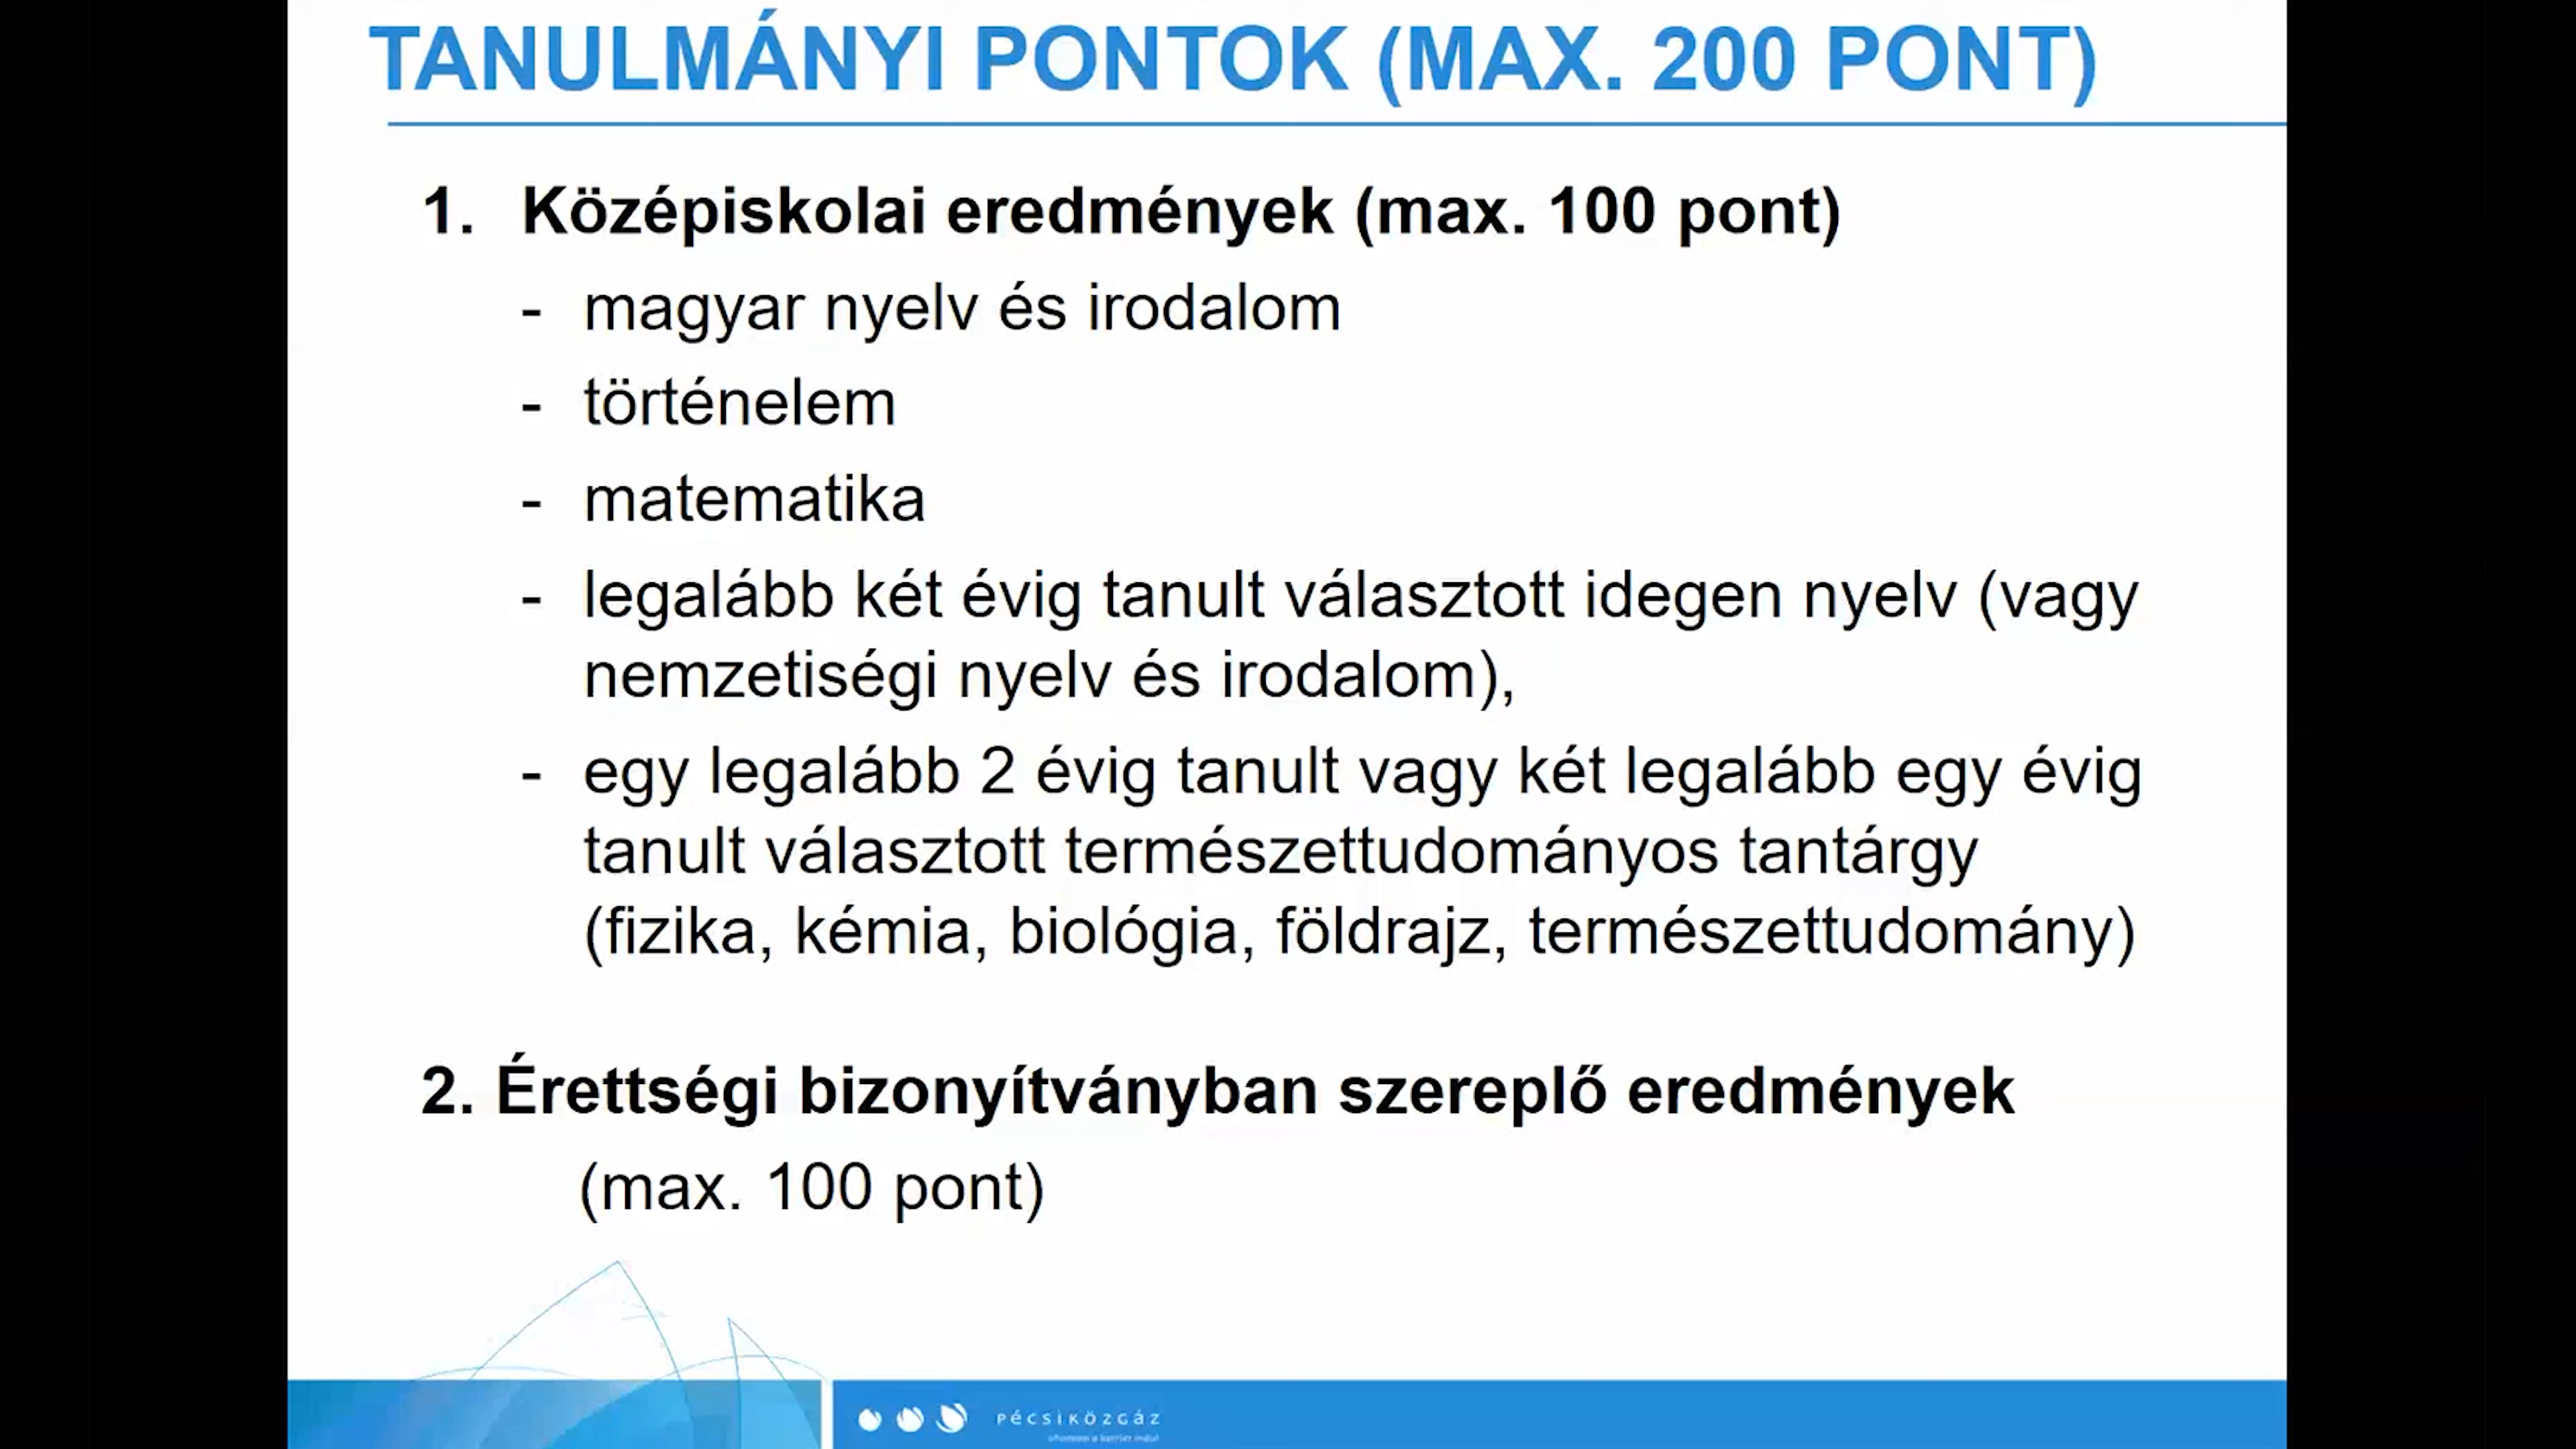 TANULMÁNYI PONTOK (MAX. 200 PONT)
1. Középiskolai eredmények (max. 100 pont)
- magyar nyelv és irodalom
- történelem
- matematika
- legalább két évig tanult választott idegen nyelv (vagy
nemzetiségi nyelv és irodalom),
- egy legalább 2 évig tanult vagy két legalább egy évig
tanult választott természettudományos tantárgy
(fizika, kémia, biológia, földrajz, természettudomány)
2. Érettségi bizonyítványban szereplő eredmények
(max. 100 pont)
PÉCSIKÖZGÁZ
ahonnan a karrier indul